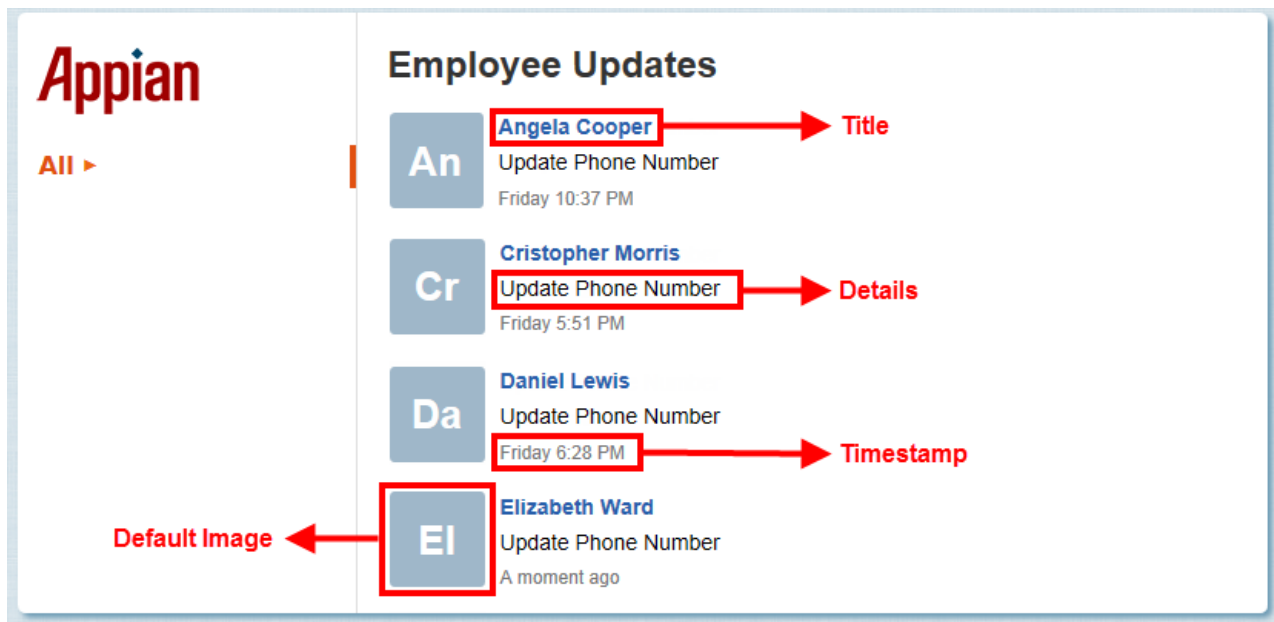 Appian
All ►
Employee Updates
An
Angela Cooper
Title
Update Phone Number
Friday 10:37 PM
Cr
Cristopher Morris
Update Phone Number
Details
Friday 5:51 PM
Da
Daniel Lewis
Update Phone Number
Friday 6:28 PM
Timestamp
Default Image
El
Elizabeth Ward
Update Phone Number
A moment ago